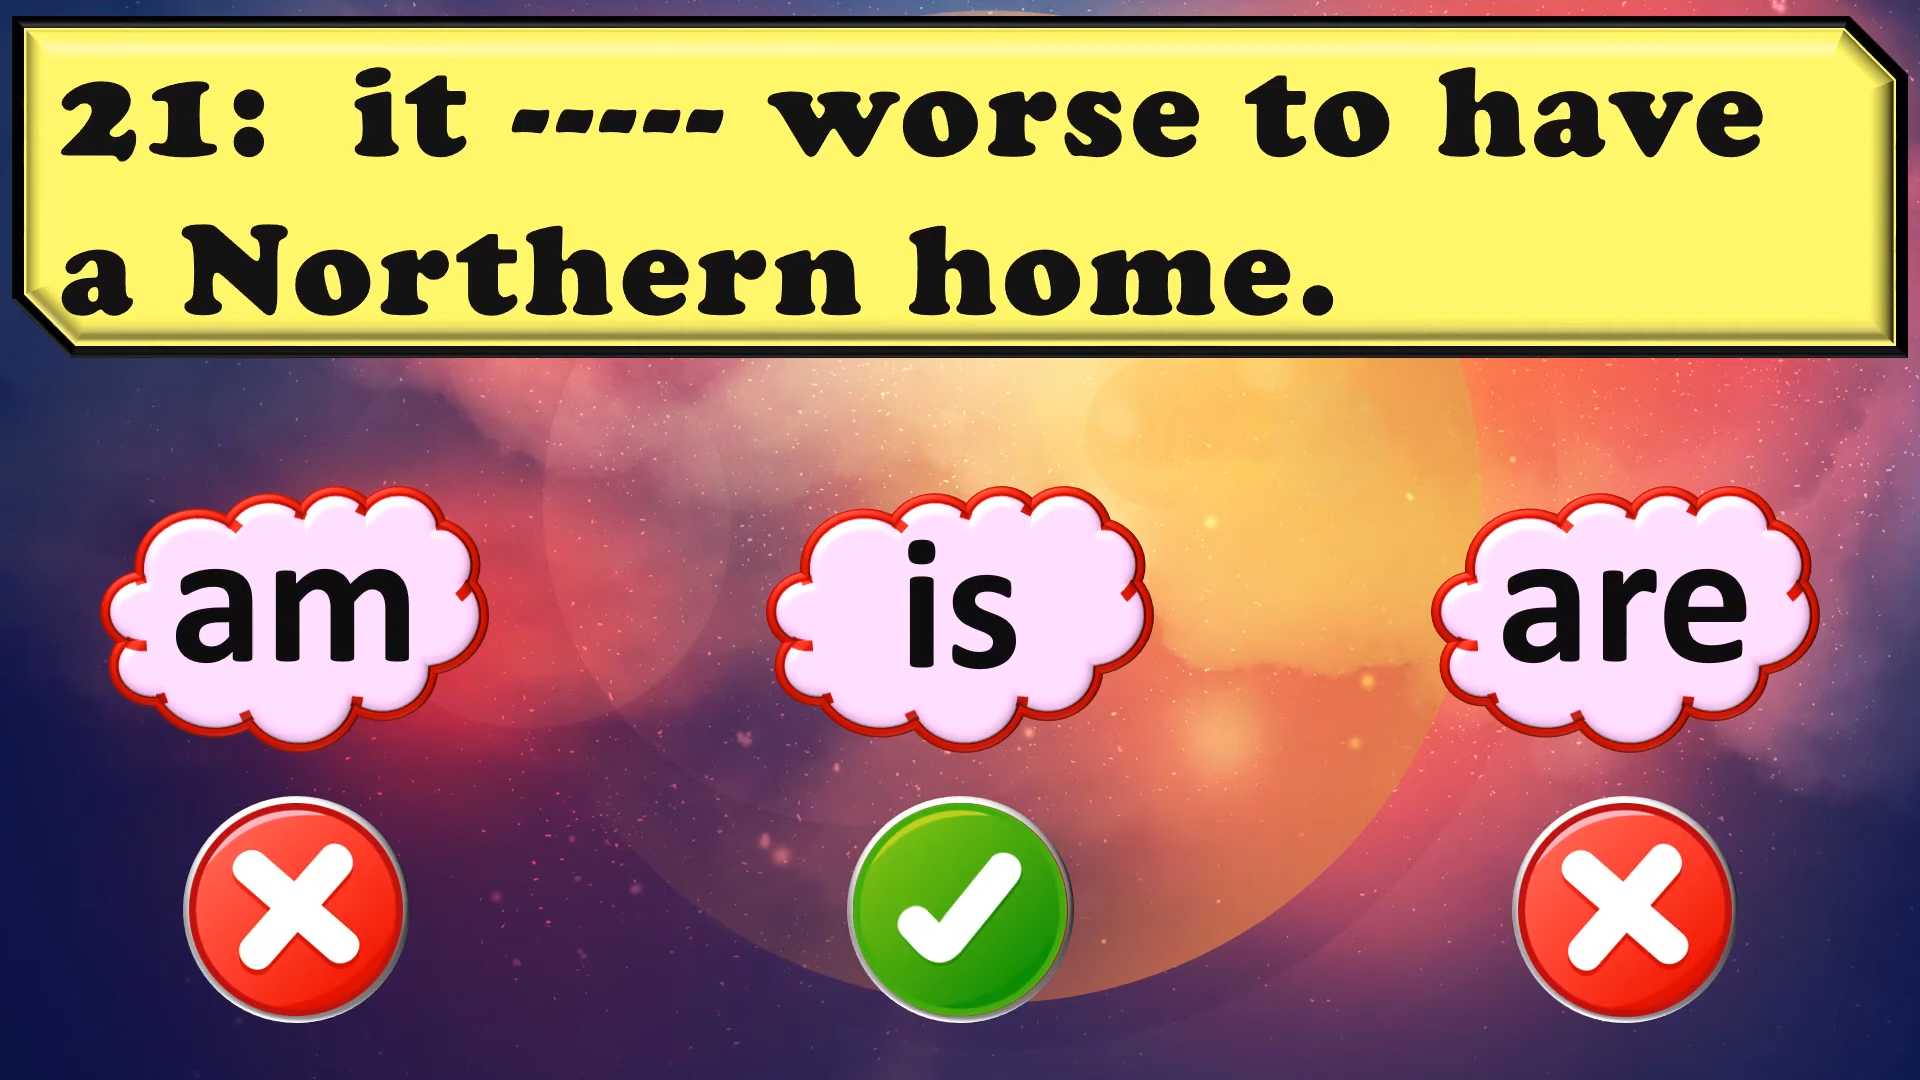 21:  it ----- worse to have
a Northern home.
am
is
are